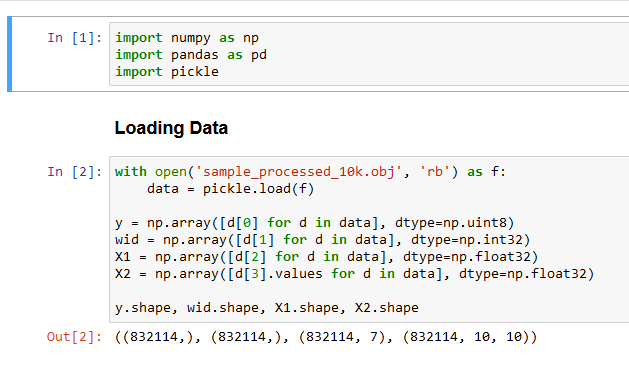 In [1]: import numpy as np
import pandas as pd
import pickle
Loading Data
In [2]: with open('sample_processed_10k.obj', 'rb') as f:
    data = pickle.load(f)
y = np.array([d[0] for d in data], dtype=np.uint8)
wid = np.array([d[1] for d in data], dtype=np.int32)
X1 = np.array([d[2] for d in data], dtype=np.float32)
X2 = np.array([d[3].values for d in data], dtype=np.float32)
y.shape, wid.shape, X1.shape, X2.shape
Out[2]: ((832114,), (832114,), (832114, 7), (832114, 10, 10))